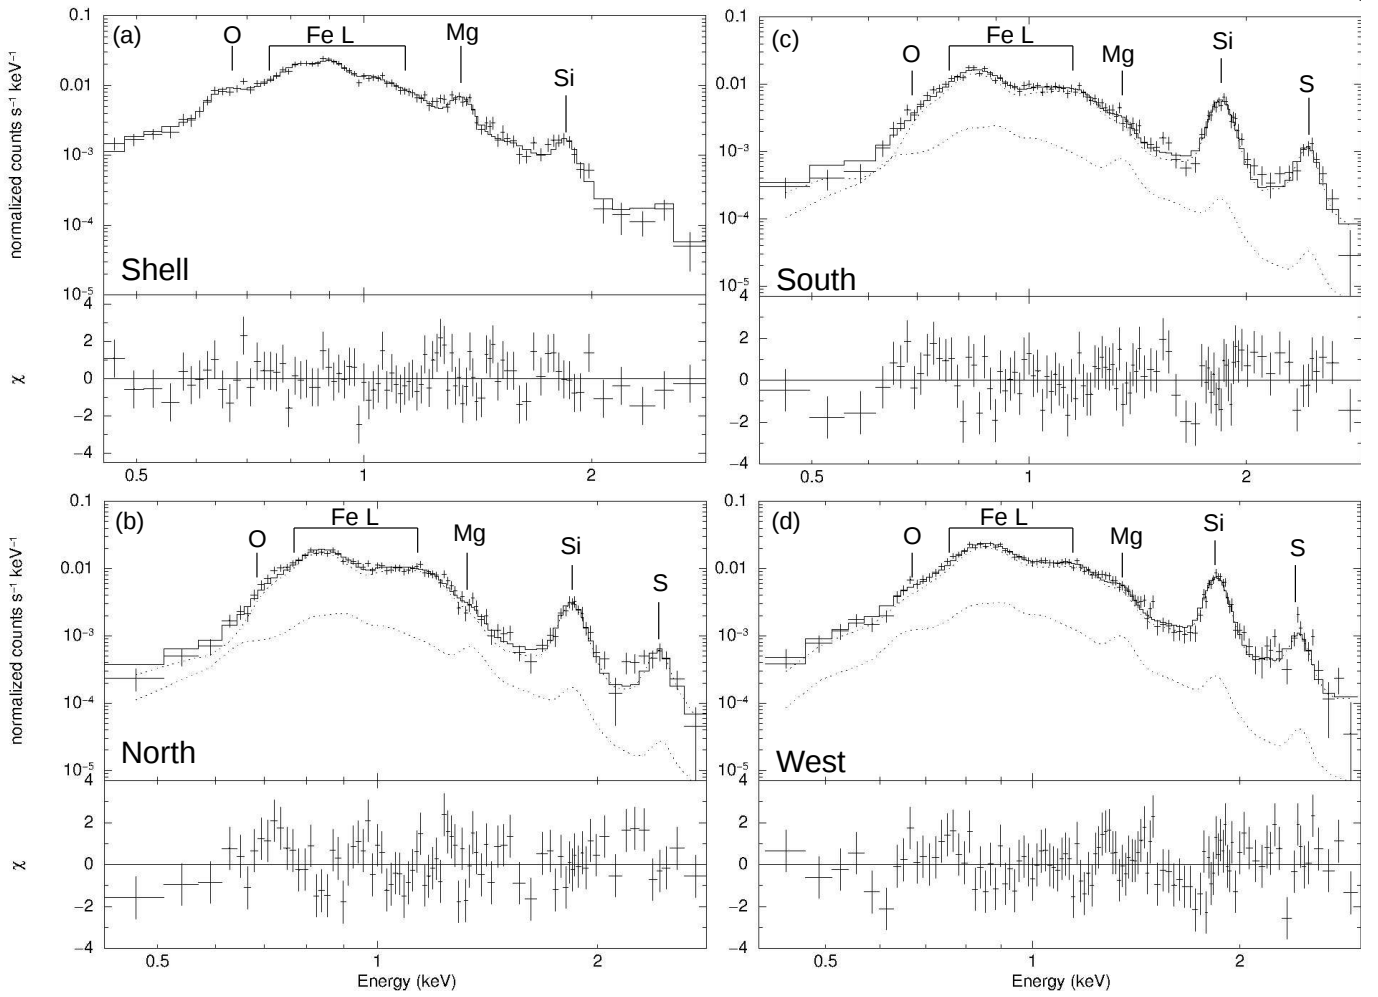 (a)
O
Fe L
Mg
Si
Shell
normalized counts s⁻¹ keV⁻¹
0.1
0.01
10⁻³
10⁻⁴
10⁻⁵
χ
4
2
0
−2
−4
0.5
1
2
(c)
O
Fe L
Mg
Si
S
South
0.1
0.01
10⁻³
10⁻⁴
10⁻⁵
4
2
0
−2
−4
0.5
1
2
(b)
O
Fe L
Mg
Si
S
North
normalized counts s⁻¹ keV⁻¹
0.1
0.01
10⁻³
10⁻⁴
10⁻⁵
χ
4
2
0
−2
−4
0.5
1
2
Energy (keV)
(d)
O
Fe L
Mg
Si
S
West
0.1
0.01
10⁻³
10⁻⁴
10⁻⁵
4
2
0
−2
−4
0.5
1
2
Energy (keV)